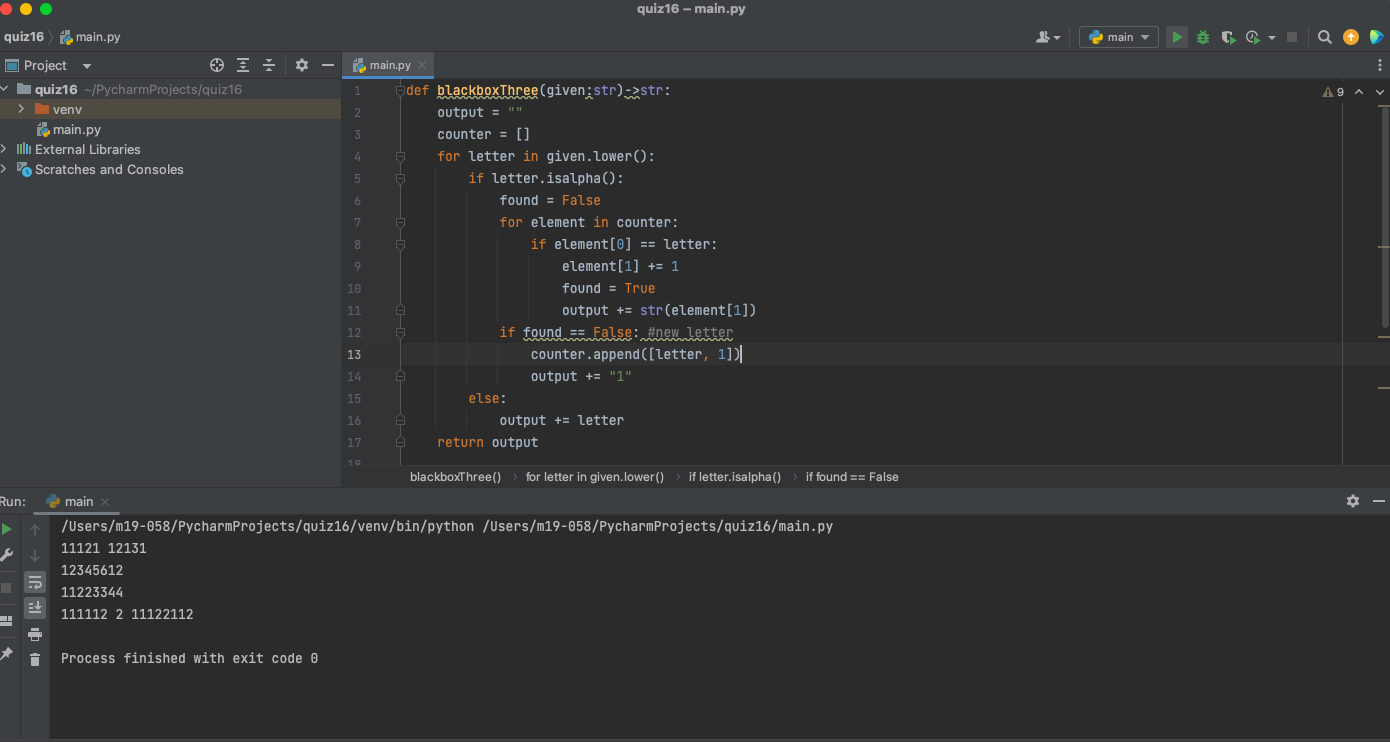 quiz16 – main.py
quiz16 main.py
main
Project
main.py
quiz16 ~/PycharmProjects/quiz16
venv
main.py
External Libraries
Scratches and Consoles
1 def blackboxThree(given:str)->str:
9
2 output = ""
3 counter = []
4 for letter in given.lower():
5 if letter.isalpha():
6 found = False
7 for element in counter:
8 if element[0] == letter:
9 element[1] += 1
10 found = True
11 output += str(element[1])
12 if found == False: #new letter
13 counter.append([letter, 1])
14 output += "1"
15 else:
16 output += letter
17 return output
18
blackboxThree() for letter in given.lower() if letter.isalpha() if found == False
Run: main
/Users/m19-058/PycharmProjects/quiz16/venv/bin/python /Users/m19-058/PycharmProjects/quiz16/main.py
11121 12131
12345612
11223344
111112 2 11122112
Process finished with exit code 0